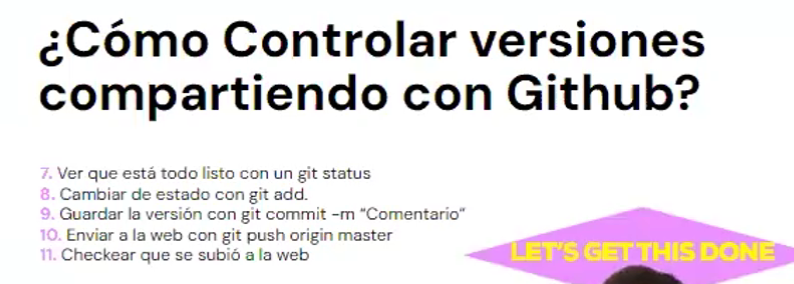 ¿Cómo Controlar versiones
compartiendo con Github?
7. Ver que está todo listo con un git status
8. Cambiar de estado con git add.
9. Guardar la versión con git commit -m "Comentario"
10. Enviar a la web con git push origin master
11. Checkear que se subió a la web
LET'S GET THIS DONE